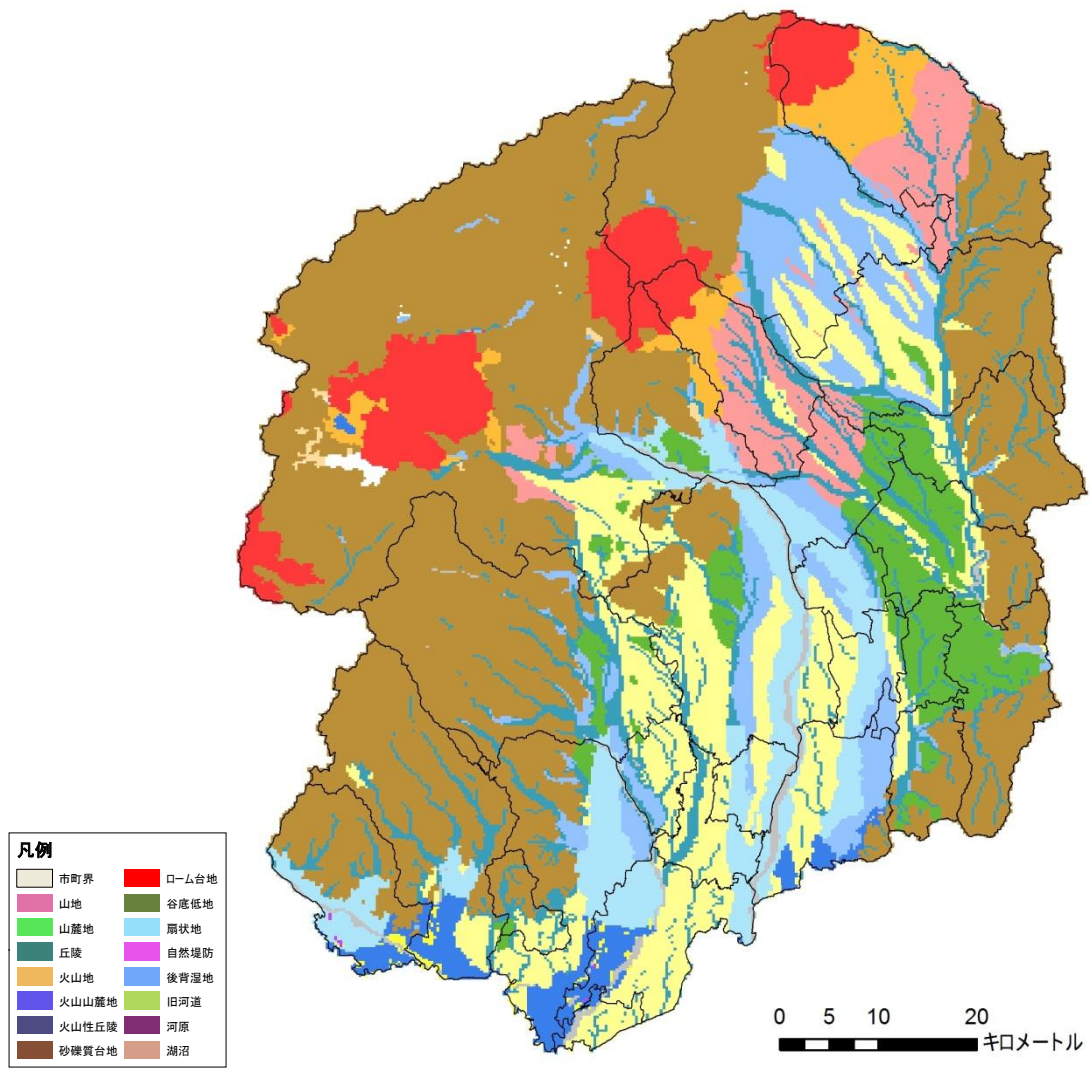 凡例
市町界
山地
山麓地
丘陵
火山地
火山山麓地
火山性丘陵
砂礫質台地
ローム台地
谷底低地
扇状地
自然堤防
後背湿地
旧河道
河原
湖沼
0 5 10 20
キロメートル